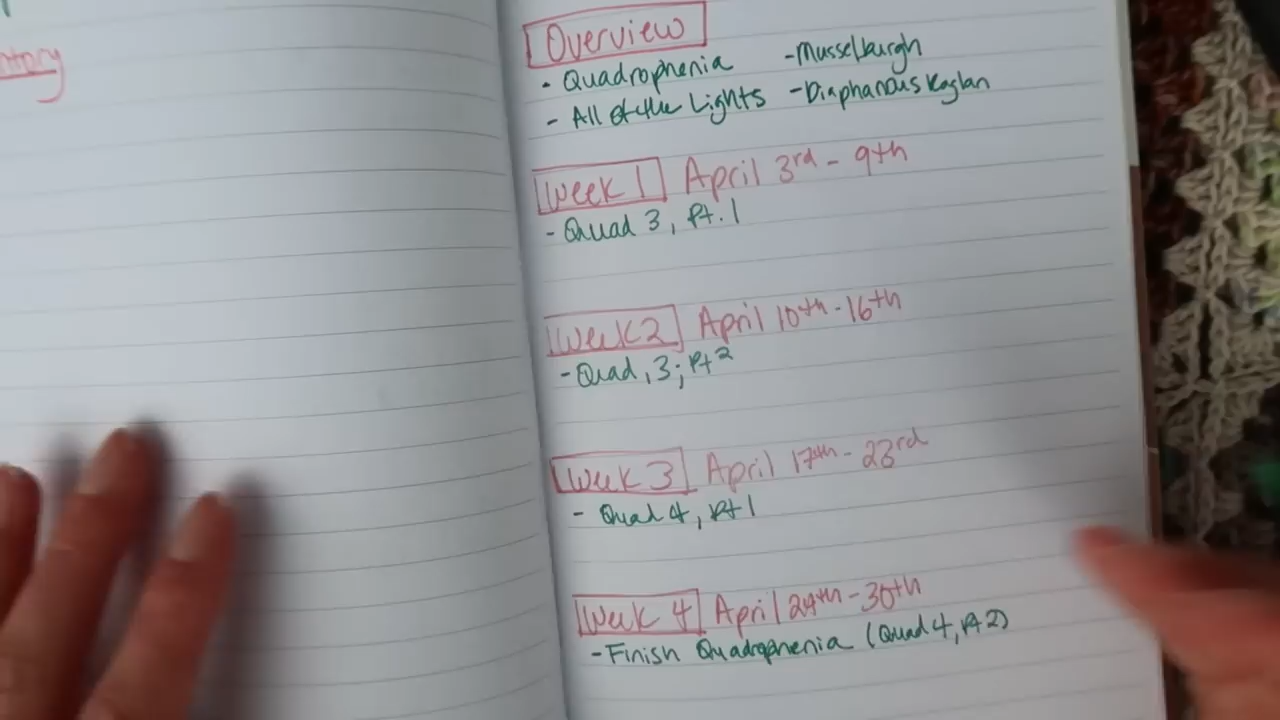 Overview
- Quadrophenia
- Musselburgh
- All of the Lights
- Diaphanous Raglan
Week 1 April 3rd - 9th
- Quad 3, Pt. 1
Week 2 April 10th - 16th
- Quad, 3; Pt 2
Week 3 April 17th - 23rd
- Quad 4, Pt 1
Week 4 April 24th - 30th
- Finish Quadrophenia (Quad 4, Pt 2)